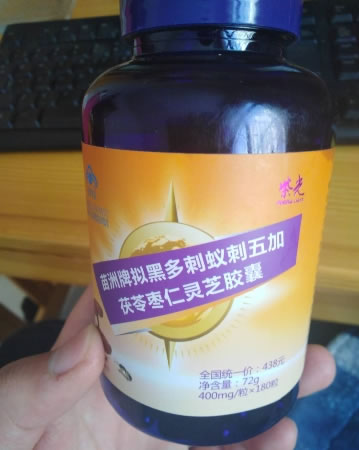 紫光
苗洲牌拟黑多刺蚁刺五加
茯苓枣仁灵芝胶囊
全国统一价：438元
净含量：72g
400mg/粒×180粒